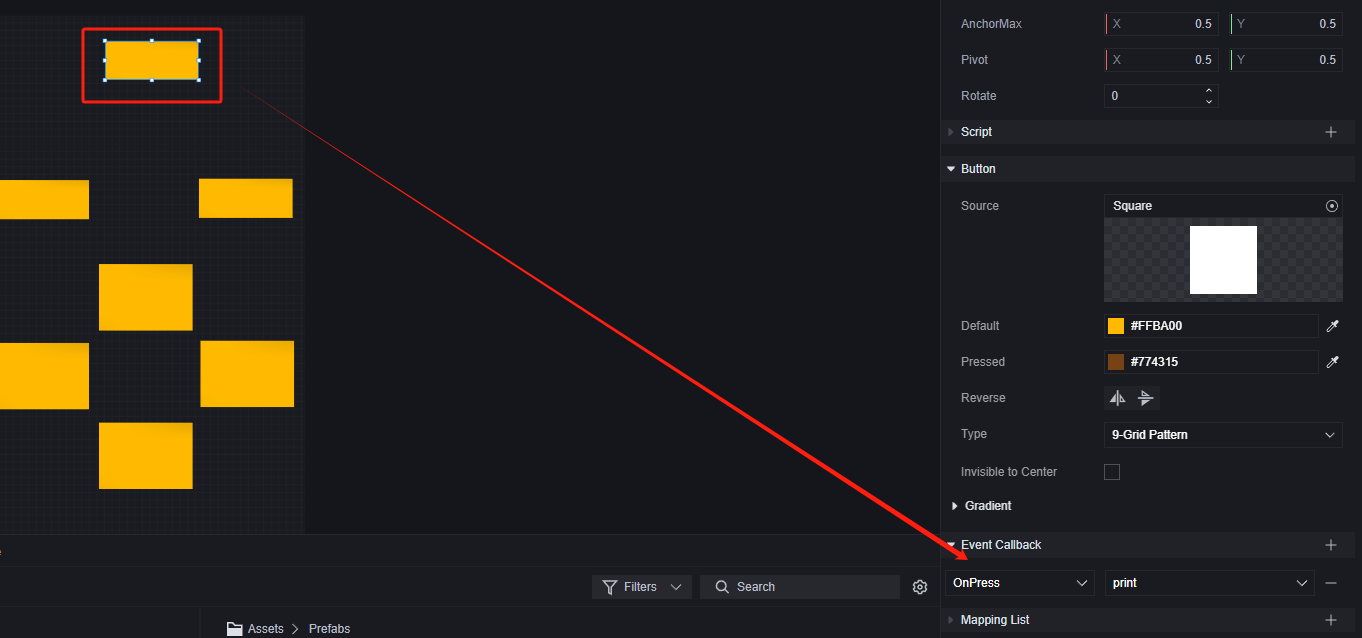 AnchorMax X 0.5 Y 0.5
Pivot X 0.5 Y 0.5
Rotate 0
Script
Button
Source Square
Default #FFBA00
Pressed #774315
Reverse
Type 9-Grid Pattern
Invisible to Center
Gradient
Event Callback
Filters Search OnPress print
Assets Prefabs Mapping List